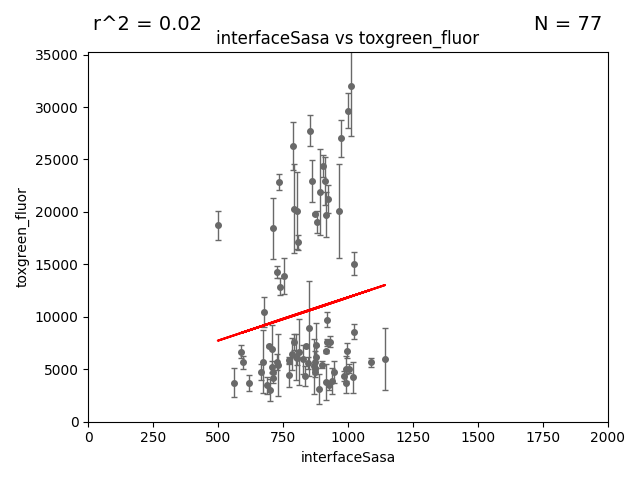 r^2 = 0.02
N = 77
interfaceSasa vs toxgreen_fluor
35000
30000
25000
20000
15000
10000
5000
0
toxgreen_fluor
0 250 500 750 1000 1250 1500 1750 2000
interfaceSasa